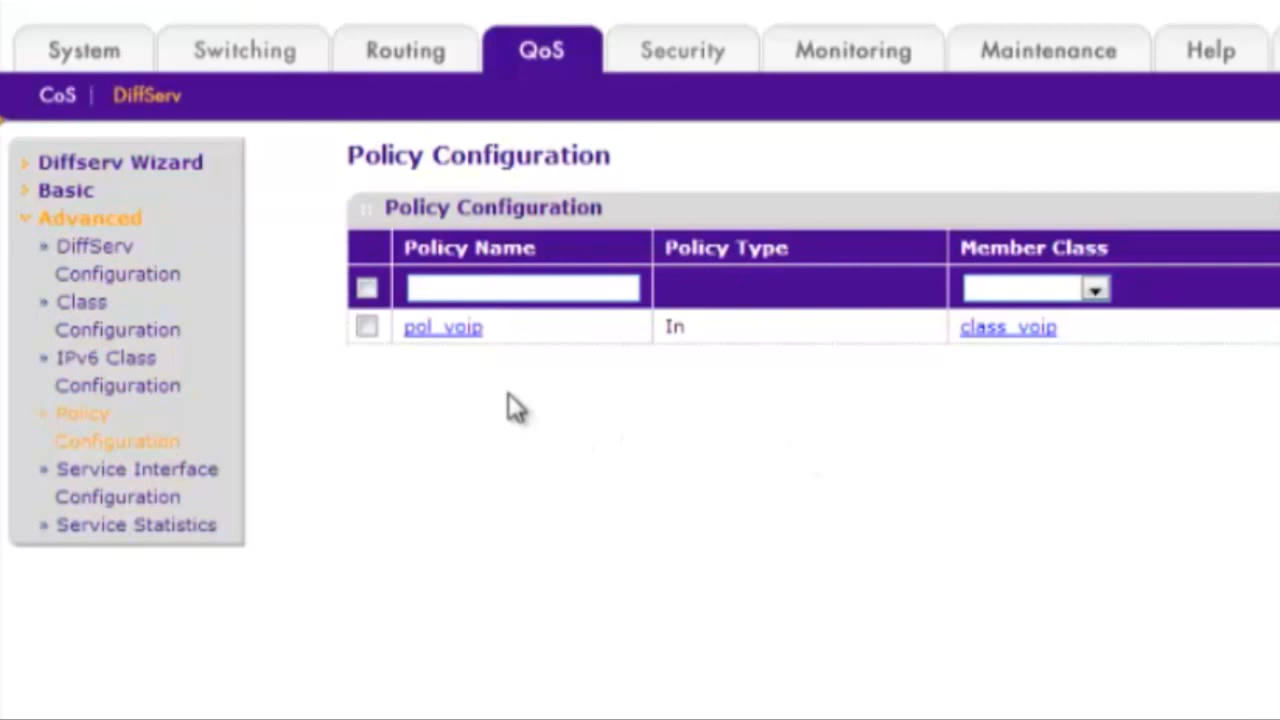 System Switching Routing QoS Security Monitoring Maintenance Help
CoS | DiffServ
Diffserv Wizard
Basic
Advanced
» DiffServ
Configuration
» Class
Configuration
» IPv6 Class
Configuration
» Policy
Configuration
» Service Interface
Configuration
» Service Statistics
Policy Configuration
Policy Configuration
Policy Name Policy Type Member Class
pol_voip In class_voip